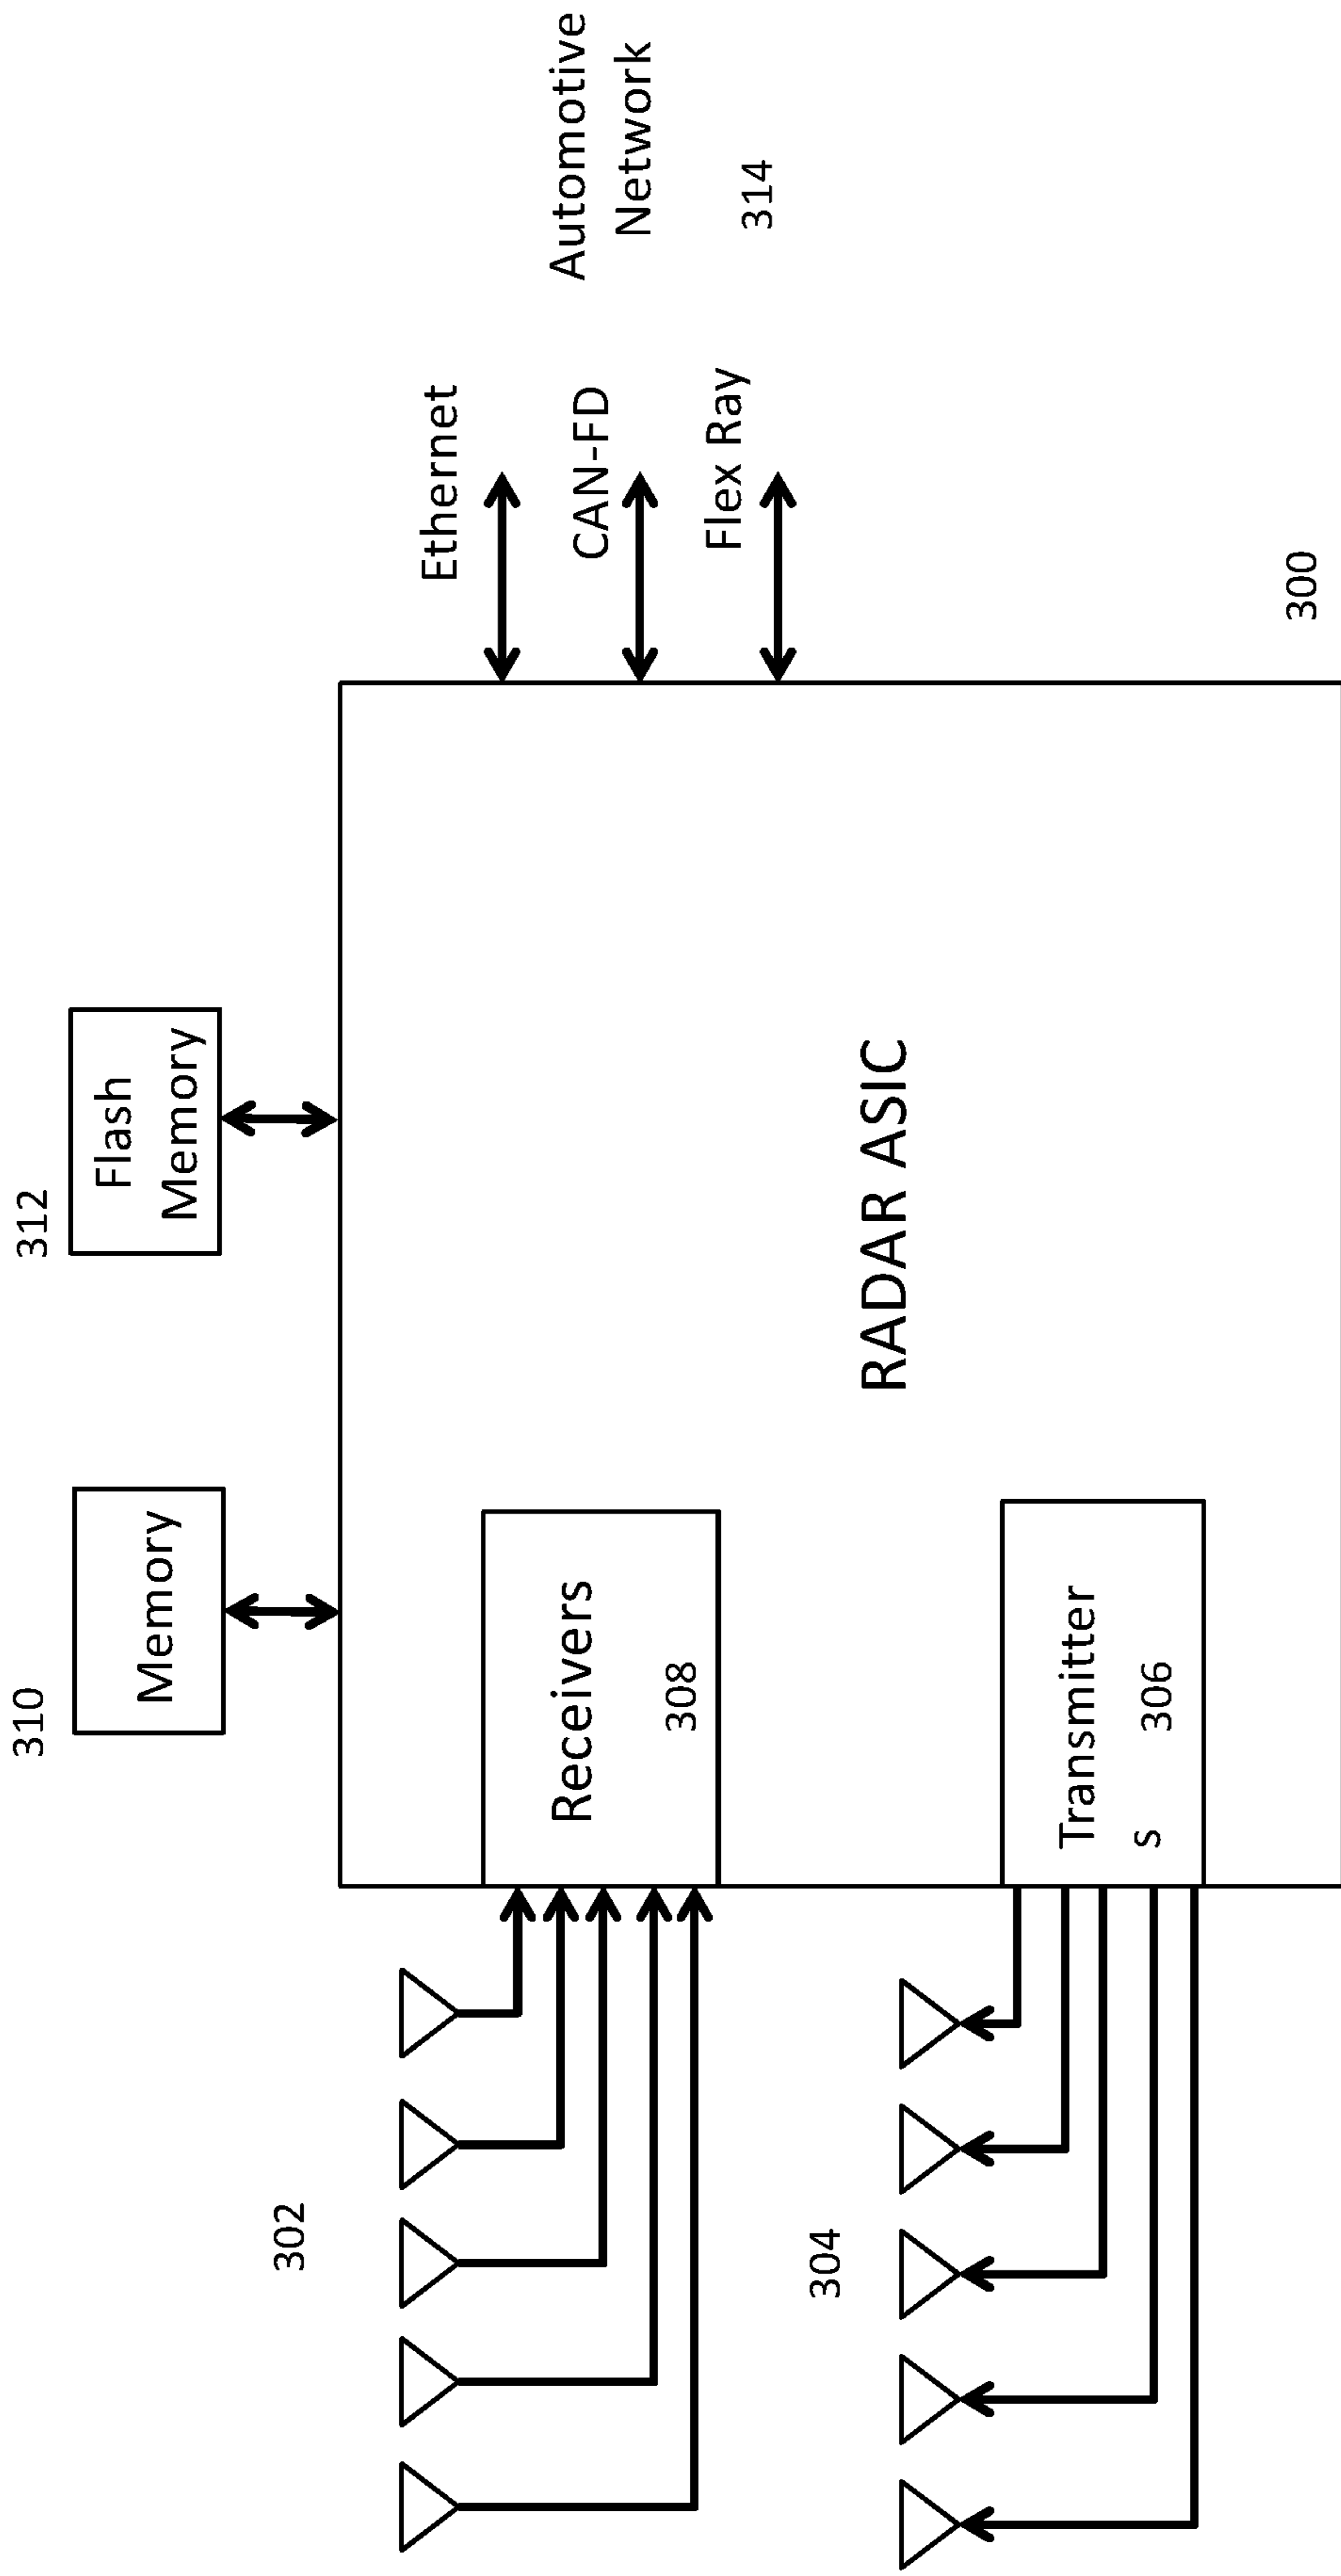 310
312
Memory
Flash
Memory
302
Receivers
308
Ethernet
CAN-FD
Flex Ray
Automotive
Network
314
RADAR ASIC
304
Transmitter
s
306
300